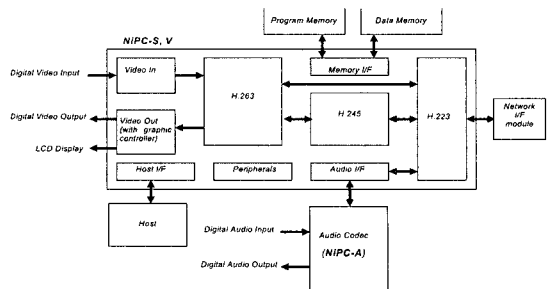 Program Memory
Data Memory
NiPC-S, V
Digital Video Input
Video In
Memory I/F
H.263
H.245
H.223
Network
I/F
module
Digital Video Output
Video Out
(with graphic
controller)
LCD Display
Host I/F
Peripherals
Audio I/F
Host
Digital Audio Input
Audio Codec
(NiPC-A)
Digital Audio Output